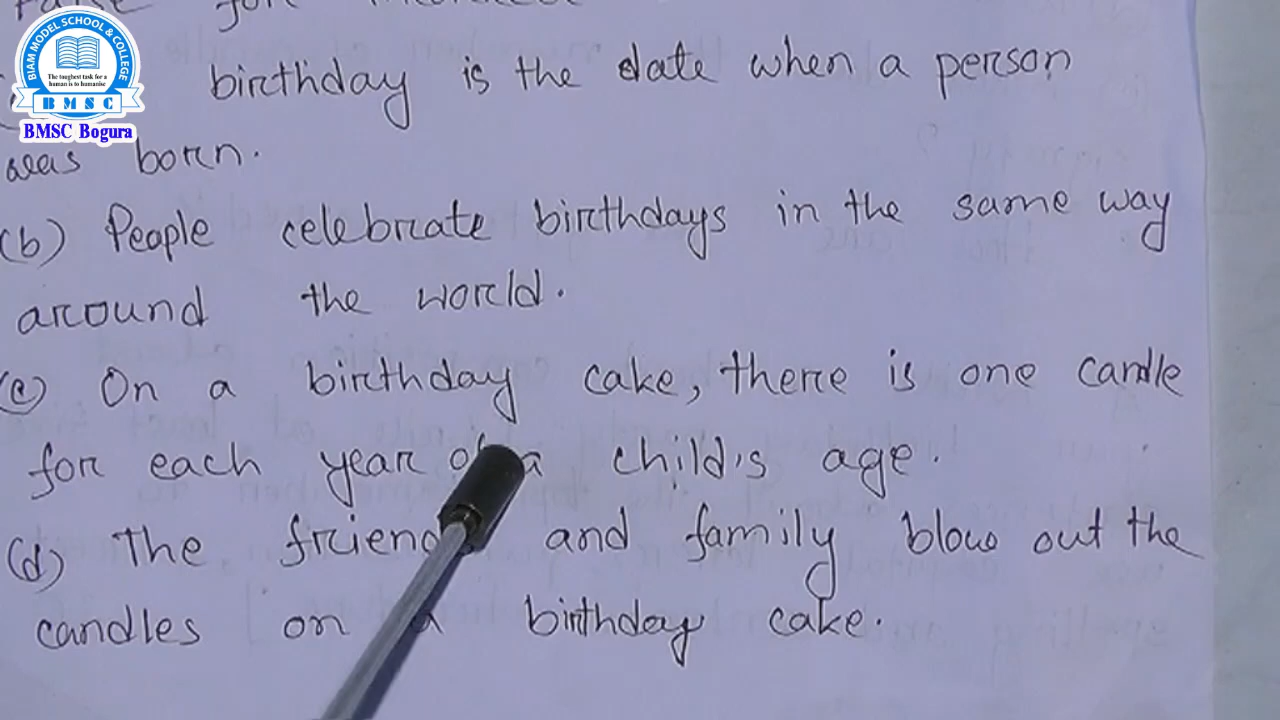 BIAM MODEL SCHOOL & COLLEGE
The toughest task for a
human is to humanise
B M S C
BMSC Bogura
birthday is the date when a person
was born.
(b) People celebrate birthdays in the same way
around the world.
(c) On a birthday cake, there is one candle
for each year of a child's age.
(d) The friends and family blow out the
candles on a birthday cake.